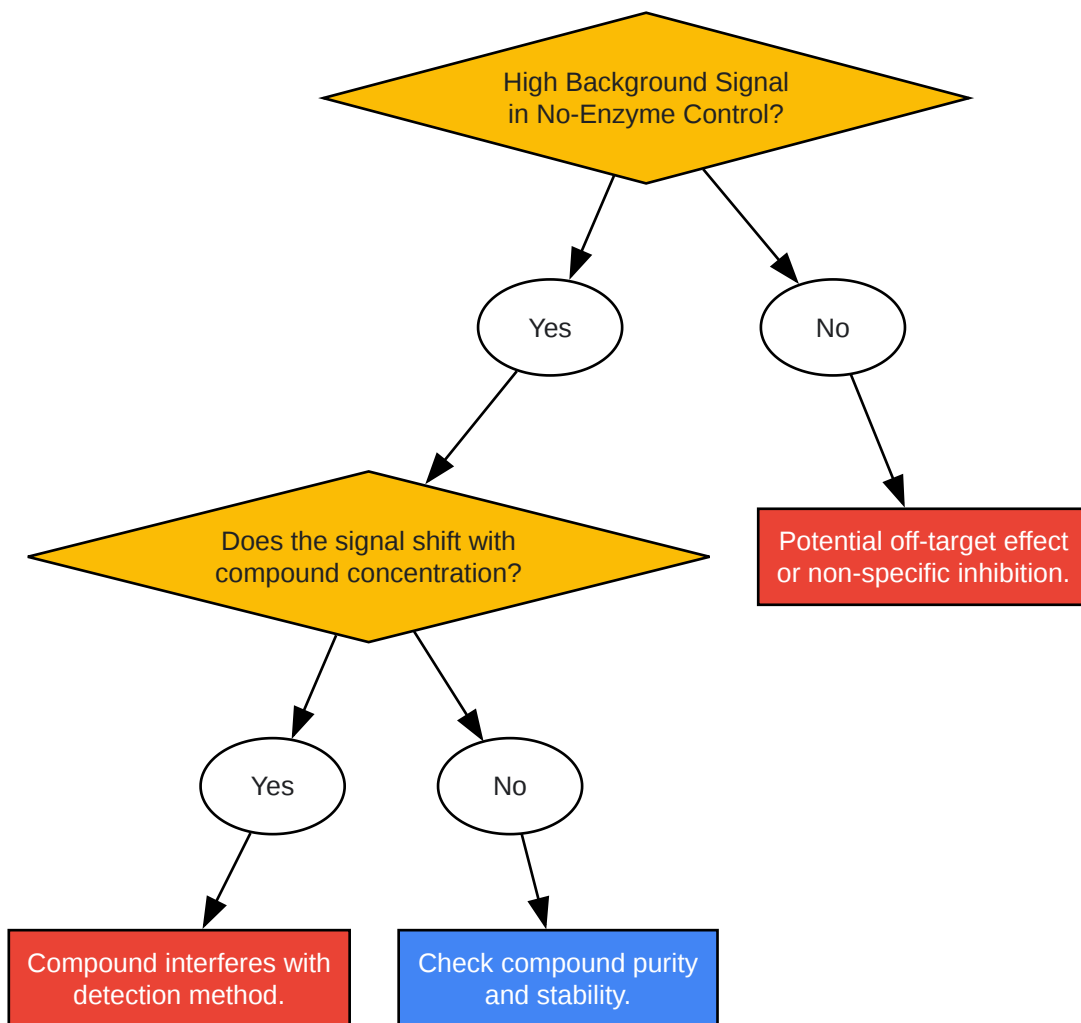 High Background Signal
in No-Enzyme Control?
Yes
No
Does the signal shift with
compound concentration?
Potential off-target effect
or non-specific inhibition.
Yes
No
Compound interferes with
detection method.
Check compound purity
and stability.